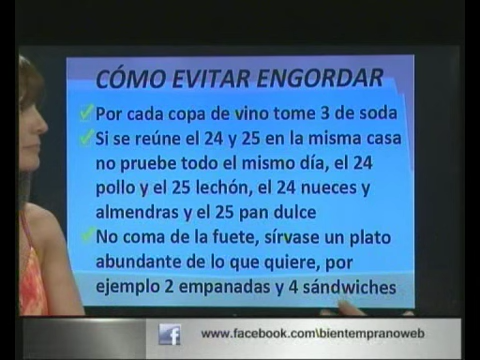 CÓMO EVITAR ENGORDAR
Por cada copa de vino tome 3 de soda
Si se reúne el 24 y 25 en la misma casa
no pruebe todo el mismo día, el 24
pollo y el 25 lechón, el 24 nueces y
almendras y el 25 pan dulce
No coma de la fuete, sírvase un plato
abundante de lo que quiere, por
ejemplo 2 empanadas y 4 sándwiches
f
www.facebook.com\bientempranoweb